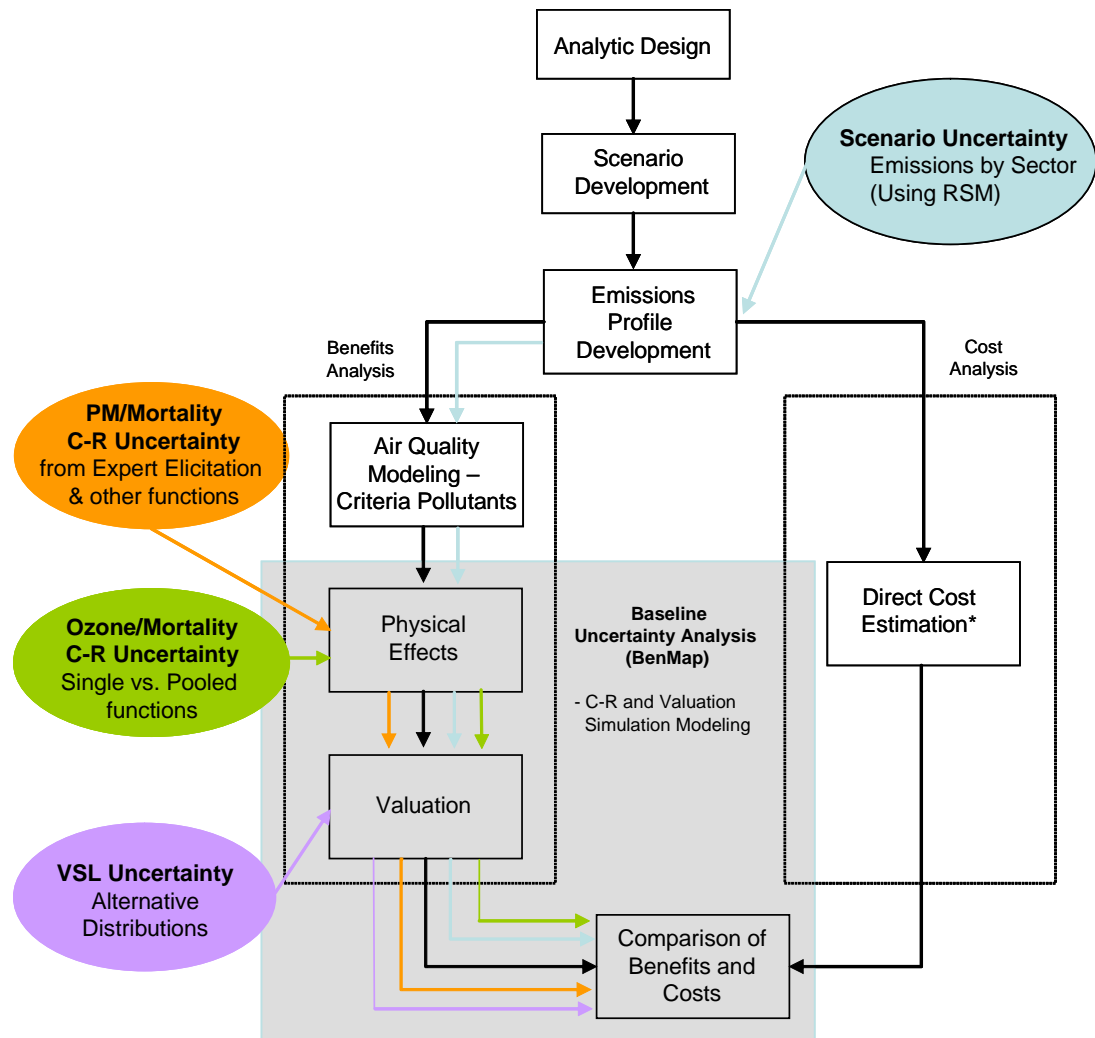 Analytic Design
Scenario
Development
Scenario Uncertainty
Emissions by Sector
(Using RSM)
Emissions
Profile
Development
Benefits
Analysis
Cost
Analysis
PM/Mortality
C-R Uncertainty
from Expert Elicitation
& other functions
Air Quality
Modeling –
Criteria Pollutants
Ozone/Mortality
C-R Uncertainty
Single vs. Pooled
functions
Physical
Effects
Baseline
Uncertainty Analysis
(BenMap)
- C-R and Valuation
Simulation Modeling
Direct Cost
Estimation*
Valuation
VSL Uncertainty
Alternative
Distributions
Comparison of
Benefits and
Costs